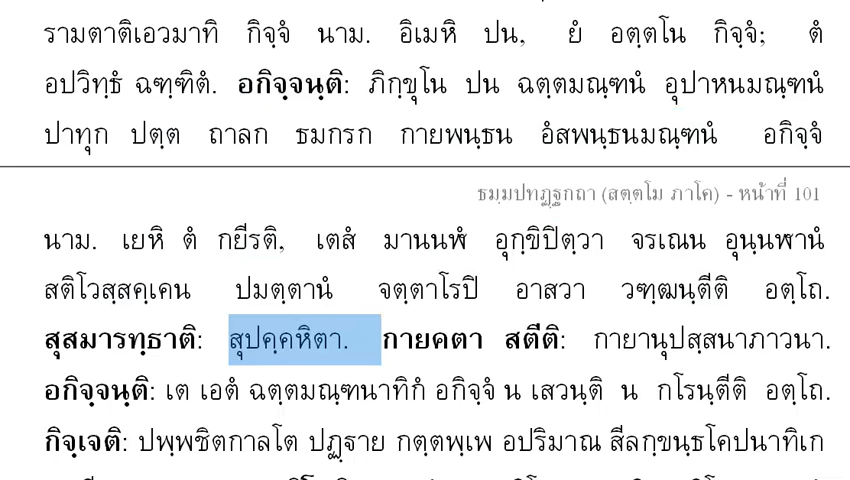 รามตาติเอวมาทิ กิจฺจํ นาม. อิเมหิ ปน, ยํ อตฺตโน กิจฺจํ; ตํ
อปวิทฺธํ ฉฑฺฑิตํ. อกิจฺจนฺติ: ภิกฺขุโน ปน ฉตฺตมณฺฑนํ อุปาหนมณฺฑนํ
ปาทุก ปตฺต ถาลก ธมกรก กายพนฺธน อํสพนฺธนมณฺฑนํ อกิจฺจํ
ธมฺมปทฏฺฐกถา (สตฺตโม ภาโค) - หน้าที่ 101
นาม. เยหิ ตํ กยีรติ, เตสํ มานนฬํ อุกฺขิปิตฺวา จรเณน อุนฺนฬานํ
สติโวสฺสคฺเคน ปมตฺตานํ จตฺตาโรปิ อาสวา วฑฺฒนฺตีติ อตฺโถ.
สุสมารทฺธาติ: สุปคฺคหิตา. กายคตา สตีติ: กายานุปสฺสนาภาวนา.
อกิจฺจนฺติ: เต เอตํ ฉตฺตมณฺฑนาทิกํ อกิจฺจํ น เสวนฺติ น กโรนฺตีติ อตฺโถ.
กิจฺเจติ: ปพฺพชิตกาลโต ปฏฺฐาย กตฺตพฺเพ อปริมาณ สีลกฺขนฺธโคปนาทิเก